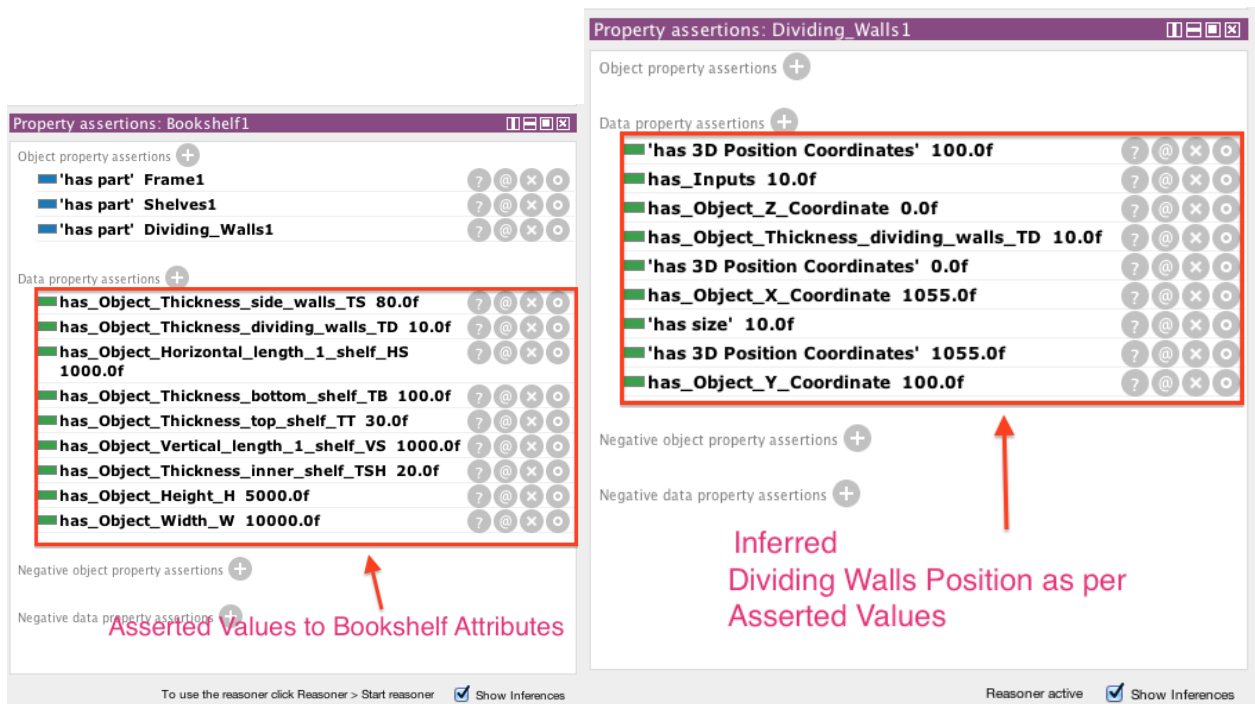 Property assertions: Bookshelf1
Object property assertions
'has part' Frame1
'has part' Shelves1
'has part' Dividing_Walls1
Data property assertions
has_Object_Thickness_side_walls_TS 80.0f
has_Object_Thickness_dividing_walls_TD 10.0f
has_Object_Horizontal_length_1_shelf_HS
1000.0f
has_Object_Thickness_bottom_shelf_TB 100.0f
has_Object_Thickness_top_shelf_TT 30.0f
has_Object_Vertical_length_1_shelf_VS 1000.0f
has_Object_Thickness_inner_shelf_TSH 20.0f
has_Object_Height_H 5000.0f
has_Object_Width_W 10000.0f
Negative object property assertions
Negative data property assertions
Asserted Values to Bookshelf Attributes
To use the reasoner click Reasoner > Start reasoner Show Inferences
Property assertions: Dividing_Walls1
Object property assertions
Data property assertions
'has 3D Position Coordinates' 100.0f
has_Inputs 10.0f
has_Object_Z_Coordinate 0.0f
has_Object_Thickness_dividing_walls_TD 10.0f
'has 3D Position Coordinates' 0.0f
has_Object_X_Coordinate 1055.0f
'has size' 10.0f
'has 3D Position Coordinates' 1055.0f
has_Object_Y_Coordinate 100.0f
Negative object property assertions
Negative data property assertions
Inferred
Dividing Walls Position as per
Asserted Values
Reasoner active Show Inferences